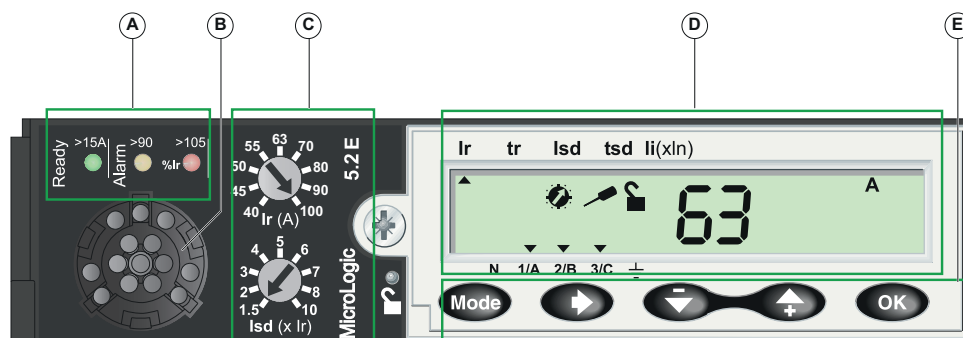 A B C D E
Ready >15A Alarm >90 %Ir >105
40 45 50 55 63 70 80 90 100
Ir (A)
1.5 2 3 4 5 6 7 8 10
Isd (x Ir)
MicroLogic 5.2 E
Ir tr Isd tsd Ii(xIn)
63 A
N 1/A 2/B 3/C
Mode OK